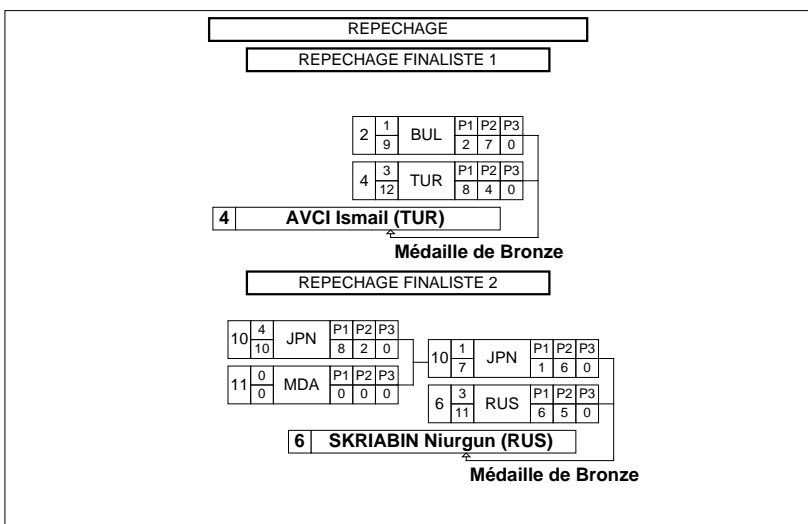 REPECHAGE
REPECHAGE FINALISTE 1
2 1 BUL P1 P2 P3
9 2 7 0
4 3 TUR P1 P2 P3
12 8 4 0
4 AVCI Ismail (TUR)
Médaille de Bronze
REPECHAGE FINALISTE 2
10 4 JPN P1 P2 P3
10 8 2 0
11 0 MDA P1 P2 P3
0 0 0 0
10 1 JPN P1 P2 P3
7 1 6 0
6 3 RUS P1 P2 P3
11 6 5 0
6 SKRIABIN Niurgun (RUS)
Médaille de Bronze